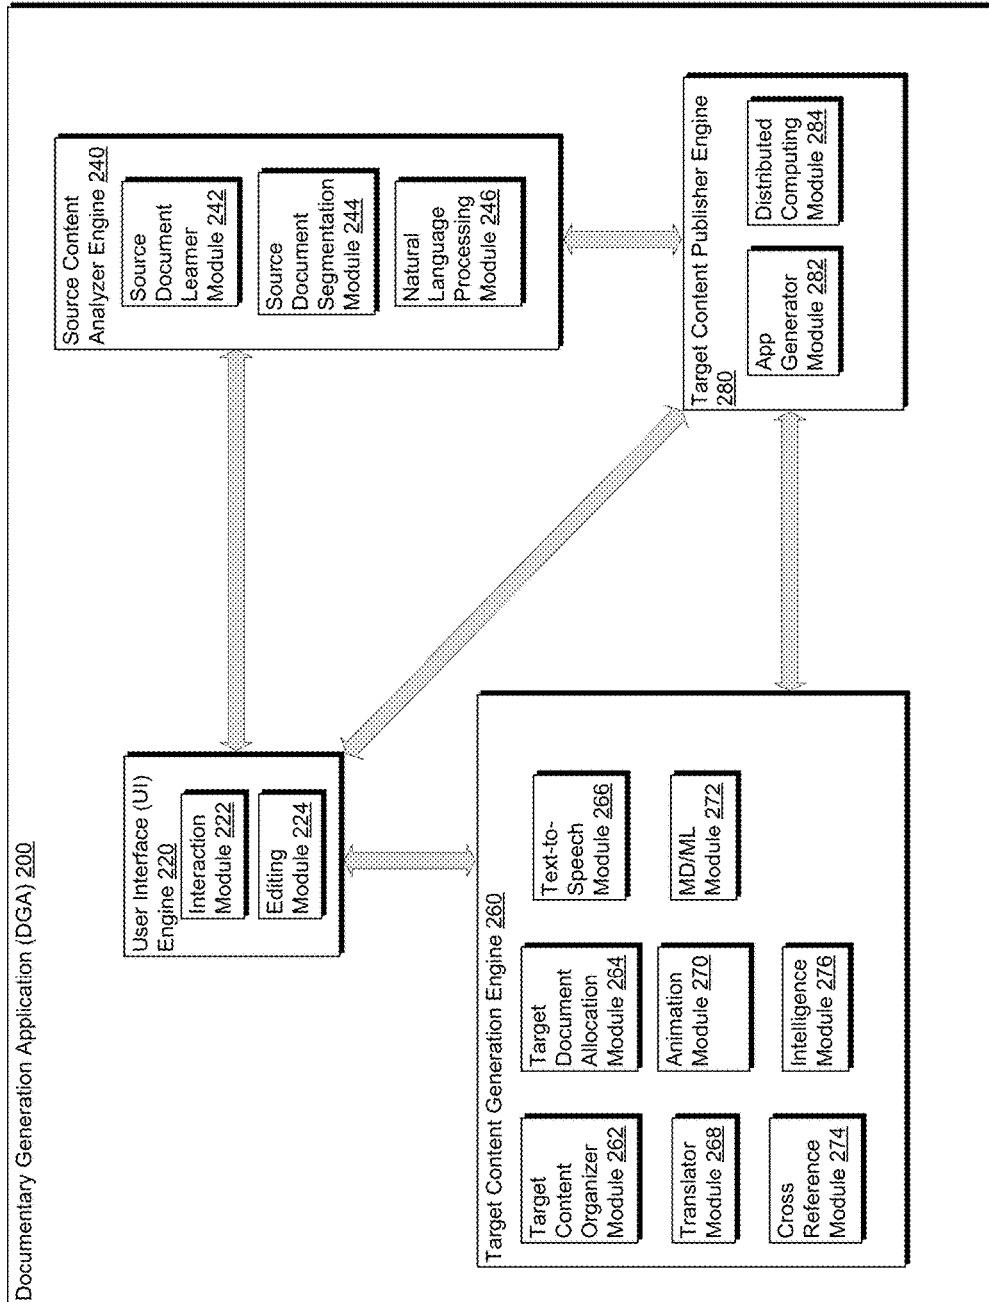 Documentary Generation Application (DGA) 200
User Interface (UI)
Engine 220
Interaction
Module 222
Editing
Module 224
Source Content
Analyzer Engine 240
Source
Document
Learner
Module 242
Source
Document
Segmentation
Module 244
Natural
Language
Processing
Module 246
Target Content Generation Engine 260
Target
Content
Organizer
Module 262
Target
Document
Allocation
Module 264
Text-to-
Speech
Module 266
Translator
Module 268
Animation
Module 270
MD/ML
Module 272
Cross
Reference
Module 274
Intelligence
Module 276
Target Content Publisher Engine
280
App
Generator
Module 282
Distributed
Computing
Module 284